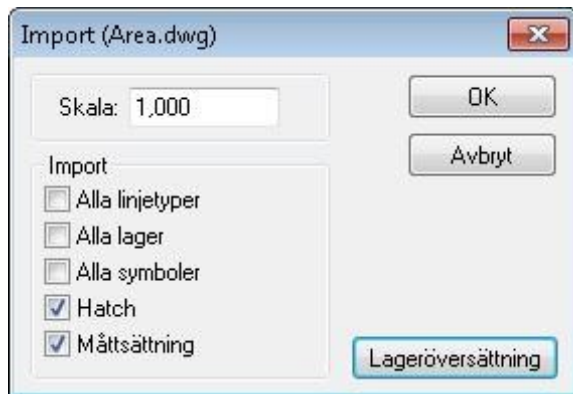 Import (Area.dwg)
Skala: 1,000
OK
Avbryt
Import
Alla linjetyper
Alla lager
Alla symboler
Hatch
Måttsättning
Lageröversättning